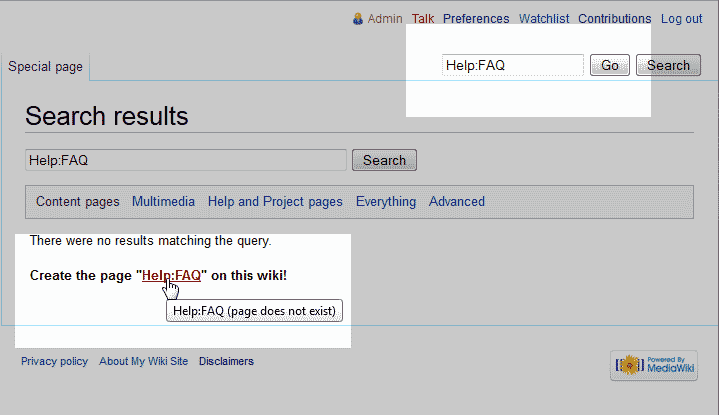 Admin Talk Preferences Watchlist Contributions Log out
Special page
Help:FAQ Go Search
Search results
Help:FAQ Search
Content pages Multimedia Help and Project pages Everything Advanced
There were no results matching the query.
Create the page "Help:FAQ" on this wiki!
Help:FAQ (page does not exist)
Privacy policy About My Wiki Site Disclaimers
Powered By
MediaWiki